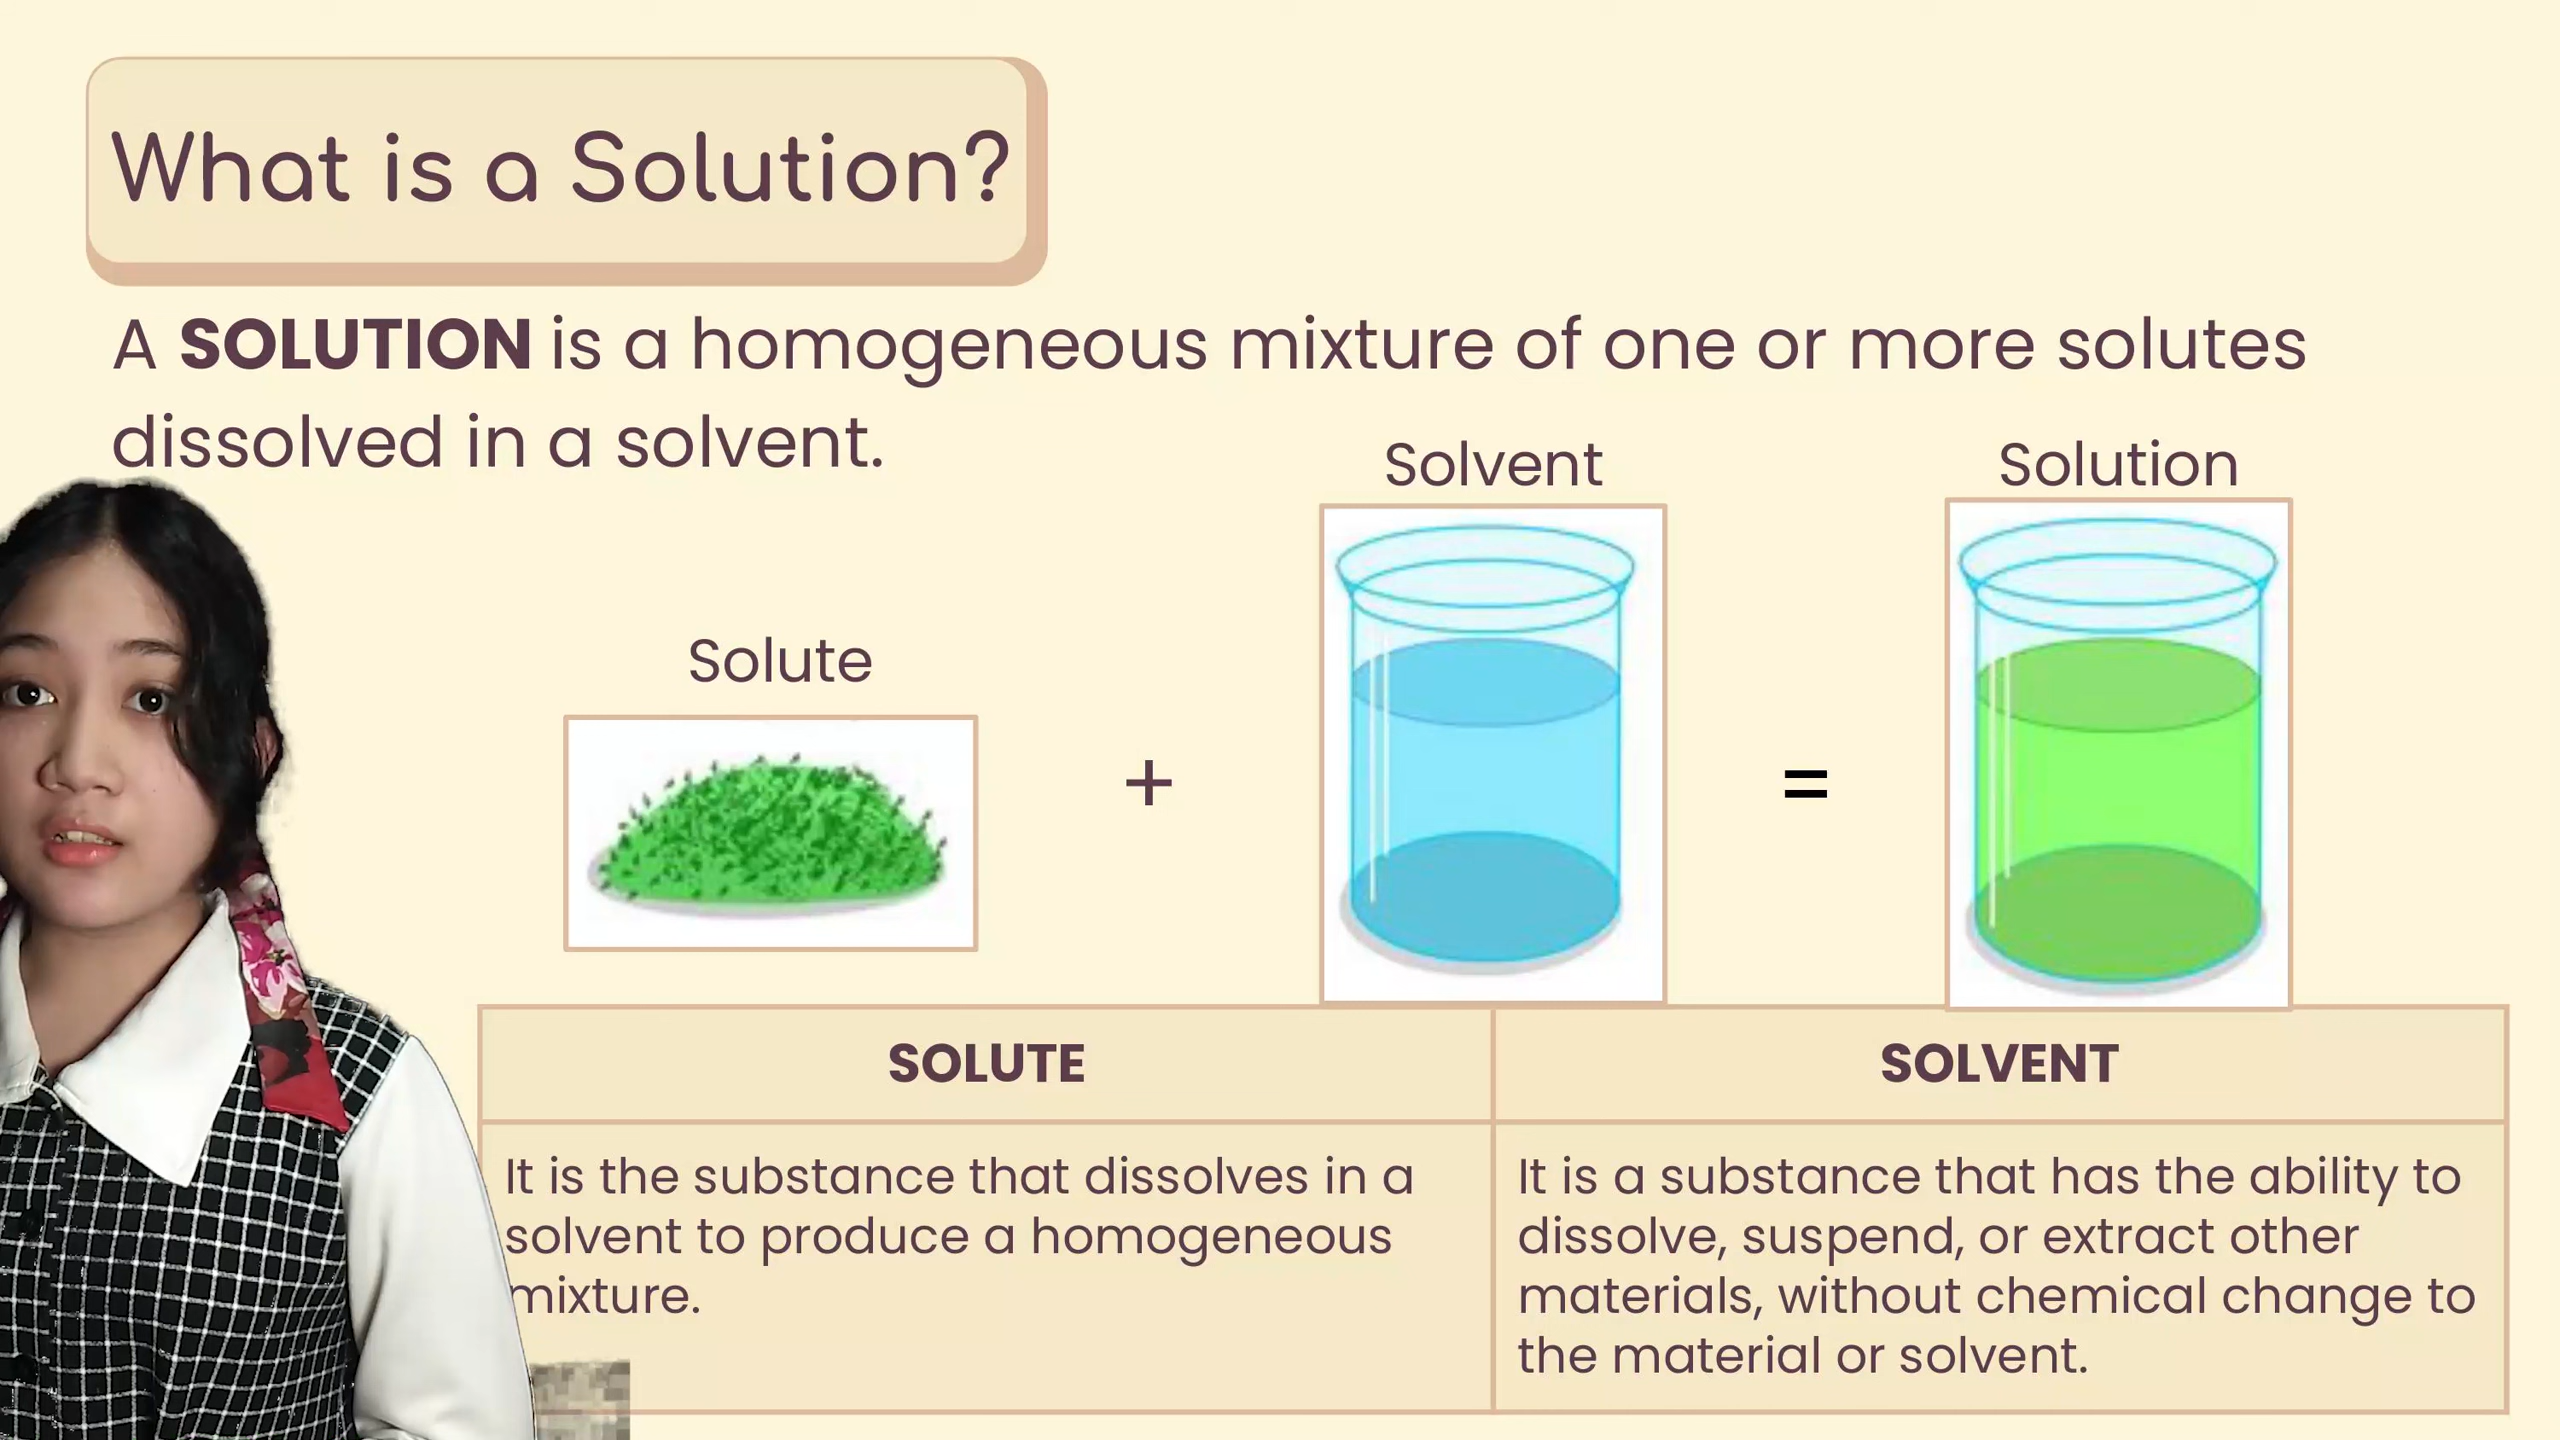 What is a Solution?
A SOLUTION is a homogeneous mixture of one or more solutes
dissolved in a solvent.
Solvent
Solution
Solute
+
=
SOLUTE
SOLVENT
It is the substance that dissolves in a
solvent to produce a homogeneous
mixture.
It is a substance that has the ability to
dissolve, suspend, or extract other
materials, without chemical change to
the material or solvent.